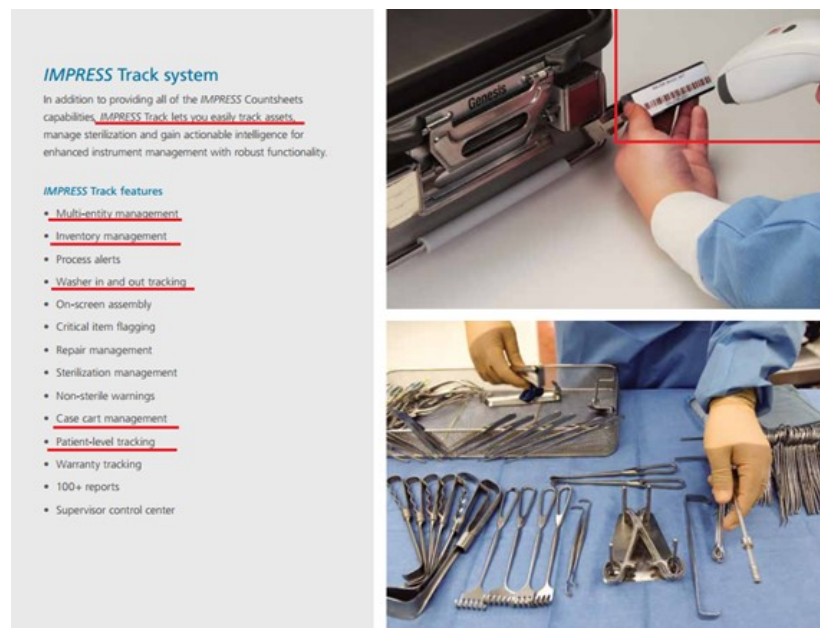 IMPRESS Track system
In addition to providing all of the IMPRESS Countsheets
capabilities, IMPRESS Track lets you easily track assets,
manage sterilization and gain actionable intelligence for
enhanced instrument management with robust functionality.
IMPRESS Track features
• Multi-entity management
• Inventory management
• Process alerts
• Washer in and out tracking
• On-screen assembly
• Critical item flagging
• Repair management
• Sterilization management
• Non-sterile warnings
• Case cart management
• Patient-level tracking
• Warranty tracking
• 100+ reports
• Supervisor control center
Genesis